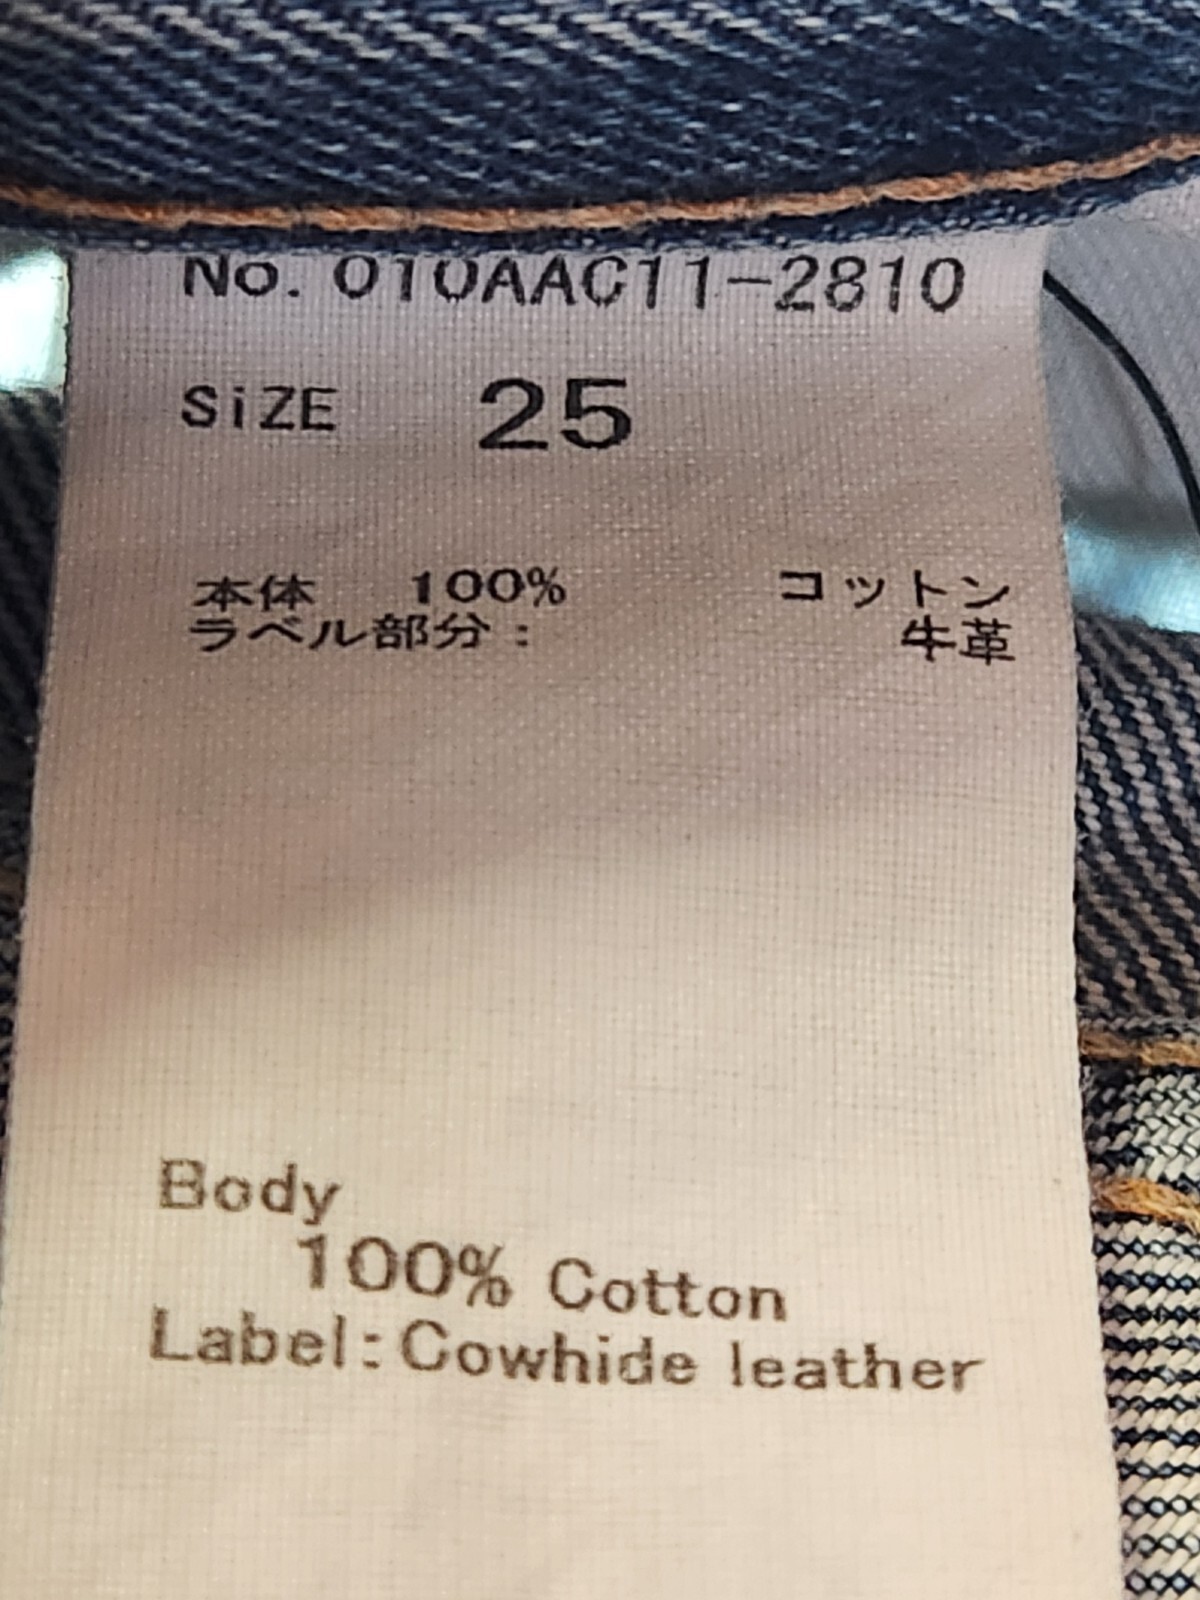 No. 010AAC11-2810
SiZE 25
本体 100% コットン
ラベル部分: 牛革
Body
100% Cotton
Label:Cowhide leather